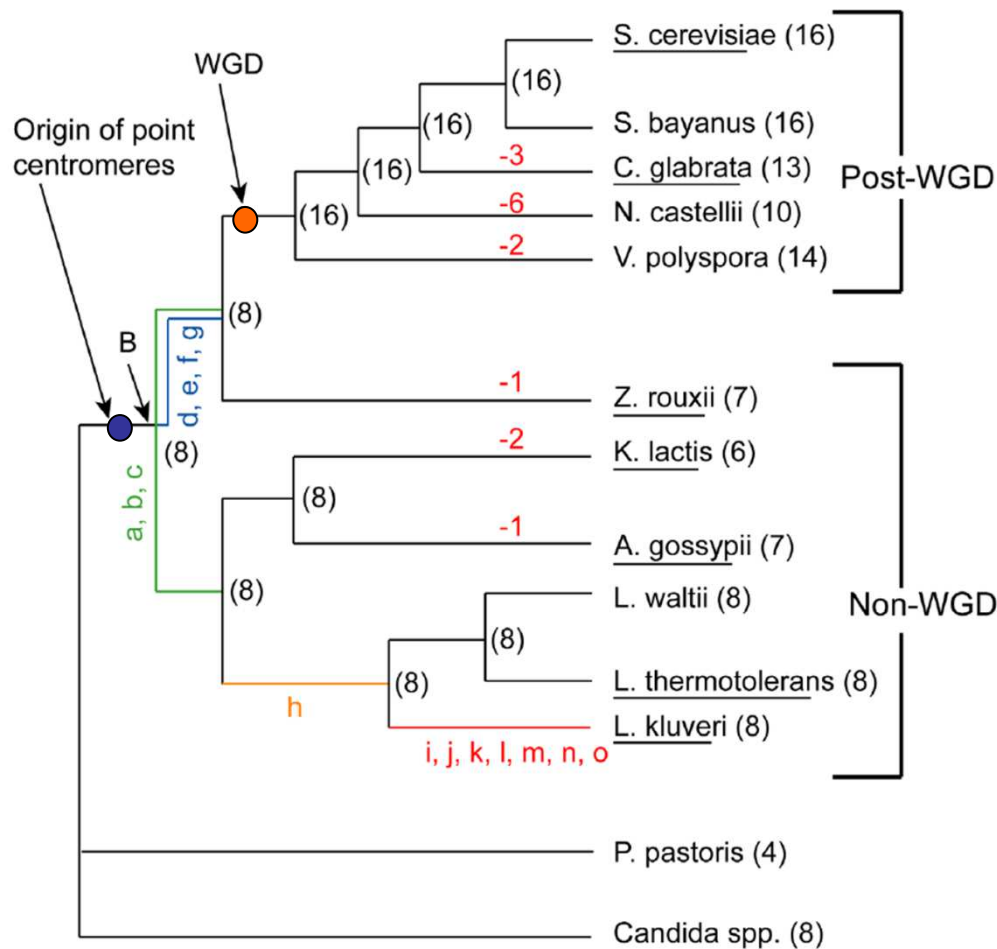 S. cerevisiae (16)
WGD
(16)
Origin of point
centromeres
(16)
S. bayanus (16)
-3
(16)
C. glabrata (13)
Post-WGD
-6
(16)
N. castellii (10)
-2
V. polyspora (14)
(8)
B
d, e, f, g
-1
Z. rouxii (7)
(8)
-2
K. lactis (6)
a, b, c
(8)
-1
A. gossypii (7)
(8)
L. waltii (8)
Non-WGD
(8)
(8)
L. thermotolerans (8)
h
L. kluveri (8)
i, j, k, l, m, n, o
P. pastoris (4)
Candida spp. (8)